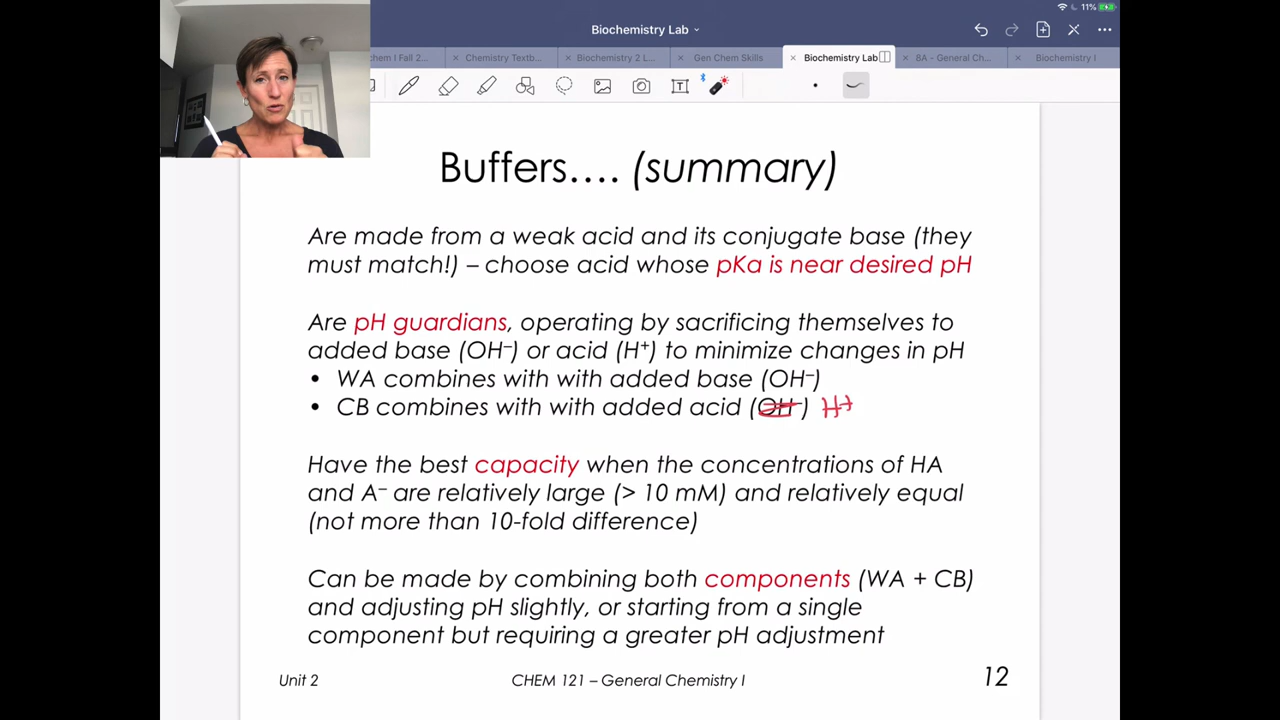 11%
Biochemistry Lab
hem I Fall 2...
Chemistry Textb...
Biochemistry 2 L...
Gen Chem Skills
Biochemistry Lab
BA - General Ch...
Biochemistry I
Buffers.... (summary)
Are made from a weak acid and its conjugate base (they
must match!) – choose acid whose pKa is near desired pH
Are pH guardians, operating by sacrificing themselves to
added base (OH⁻) or acid (H⁺) to minimize changes in pH
• WA combines with with added base (OH⁻)
• CB combines with with added acid (OH⁻) H+
Have the best capacity when the concentrations of HA
and A⁻ are relatively large (> 10 mM) and relatively equal
(not more than 10-fold difference)
Can be made by combining both components (WA + CB)
and adjusting pH slightly, or starting from a single
component but requiring a greater pH adjustment
Unit 2
CHEM 121 – General Chemistry I
12